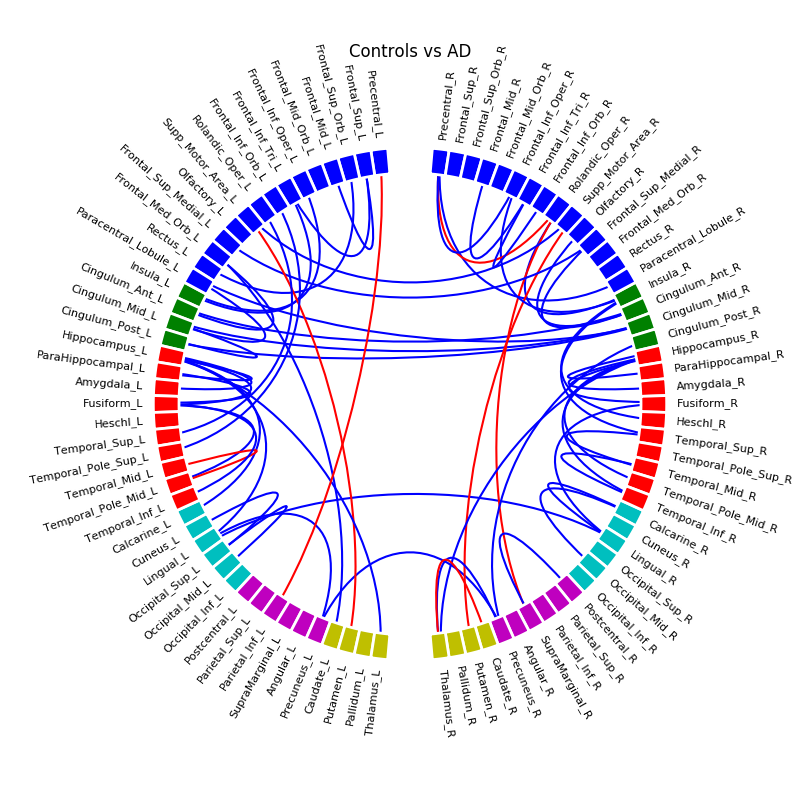 Controls vs AD
Precentral_L
Frontal_Sup_L
Frontal_Sup_Orb_L
Frontal_Mid_L
Frontal_Mid_Orb_L
Frontal_Inf_Oper_L
Frontal_Inf_Tri_L
Frontal_Inf_Orb_L
Rolandic_Oper_L
Supp_Motor_Area_L
Olfactory_L
Frontal_Sup_Medial_L
Frontal_Med_Orb_L
Rectus_L
Paracentral_Lobule_L
Insula_L
Cingulum_Ant_L
Cingulum_Mid_L
Cingulum_Post_L
Hippocampus_L
ParaHippocampal_L
Amygdala_L
Fusiform_L
Heschl_L
Temporal_Sup_L
Temporal_Pole_Sup_L
Temporal_Mid_L
Temporal_Pole_Mid_L
Temporal_Inf_L
Calcarine_L
Cuneus_L
Lingual_L
Occipital_Sup_L
Occipital_Mid_L
Occipital_Inf_L
Postcentral_L
Parietal_Sup_L
Parietal_Inf_L
SupraMarginal_L
Angular_L
Precuneus_L
Caudate_L
Putamen_L
Pallidum_L
Thalamus_L
Precentral_R
Frontal_Sup_R
Frontal_Sup_Orb_R
Frontal_Mid_R
Frontal_Mid_Orb_R
Frontal_Inf_Oper_R
Frontal_Inf_Tri_R
Frontal_Inf_Orb_R
Rolandic_Oper_R
Supp_Motor_Area_R
Olfactory_R
Frontal_Sup_Medial_R
Frontal_Med_Orb_R
Rectus_R
Paracentral_Lobule_R
Insula_R
Cingulum_Ant_R
Cingulum_Mid_R
Cingulum_Post_R
Hippocampus_R
ParaHippocampal_R
Amygdala_R
Fusiform_R
Heschl_R
Temporal_Sup_R
Temporal_Pole_Sup_R
Temporal_Mid_R
Temporal_Pole_Mid_R
Temporal_Inf_R
Calcarine_R
Cuneus_R
Lingual_R
Occipital_Sup_R
Occipital_Mid_R
Occipital_Inf_R
Postcentral_R
Parietal_Sup_R
Parietal_Inf_R
SupraMarginal_R
Angular_R
Precuneus_R
Caudate_R
Putamen_R
Pallidum_R
Thalamus_R